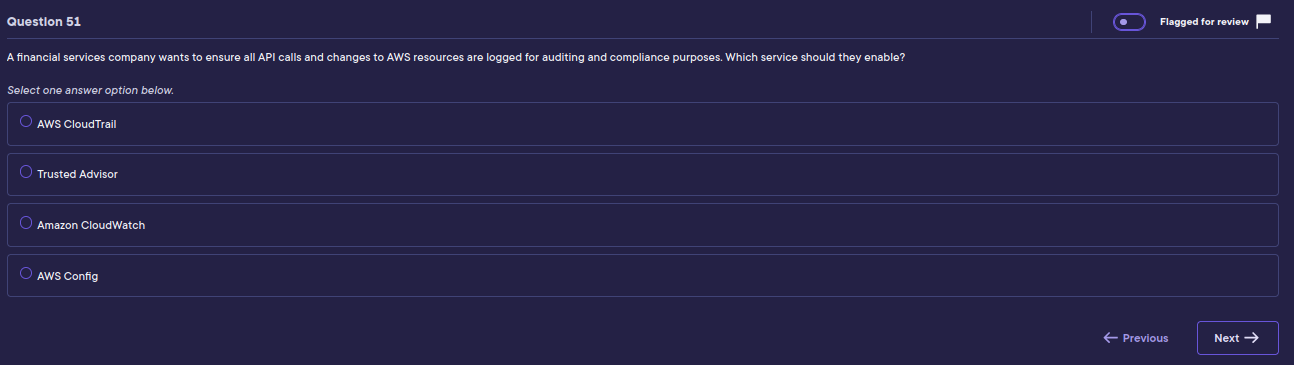 Question 51
Flagged for review
A financial services company wants to ensure all API calls and changes to AWS resources are logged for auditing and compliance purposes. Which service should they enable?
Select one answer option below.
AWS CloudTrail
Trusted Advisor
Amazon CloudWatch
AWS Config
Previous
Next